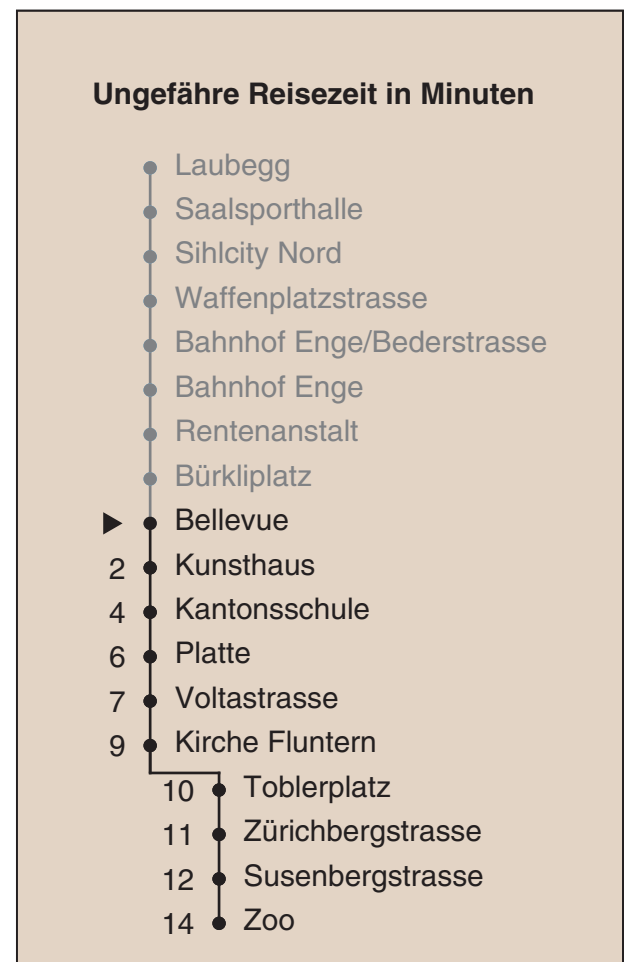 Ungefähre Reisezeit in Minuten
Laubegg
Saalsporthalle
Sihlcity Nord
Waffenplatzstrasse
Bahnhof Enge/Bederstrasse
Bahnhof Enge
Rentenanstalt
Bürkliplatz
Bellevue
2 Kunsthaus
4 Kantonsschule
6 Platte
7 Voltastrasse
9 Kirche Fluntern
10 Toblerplatz
11 Zürichbergstrasse
12 Susenbergstrasse
14 Zoo